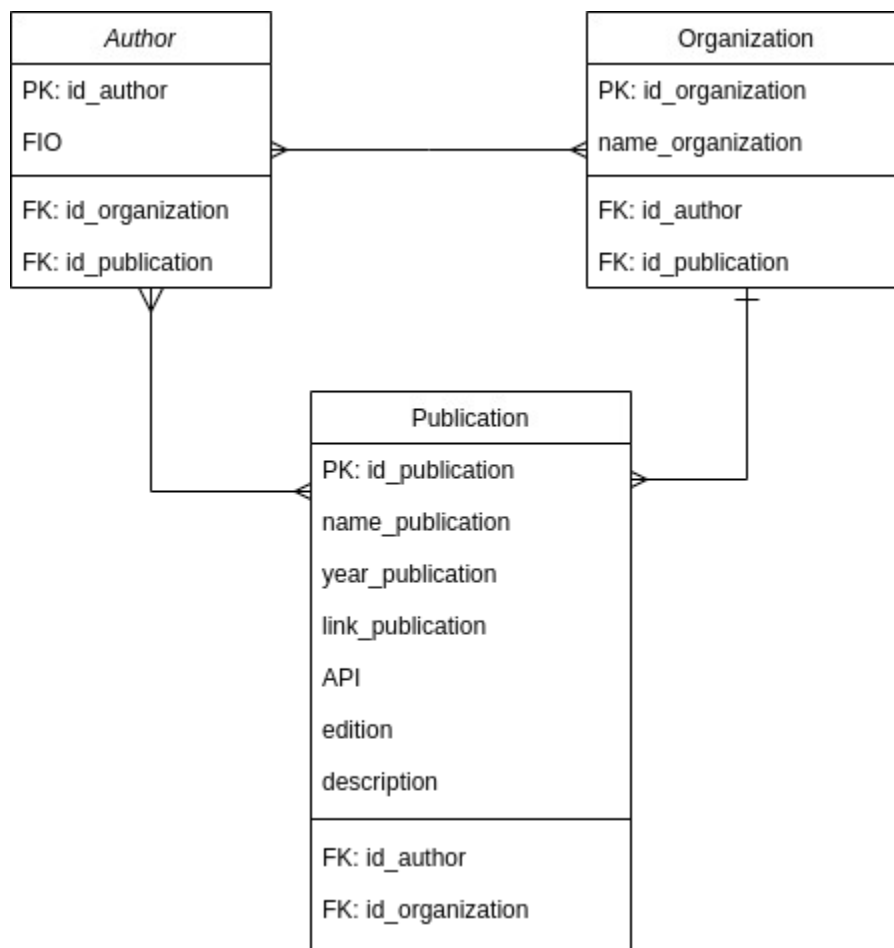 Author
PK: id_author
FIO
FK: id_organization
FK: id_publication
Organization
PK: id_organization
name_organization
FK: id_author
FK: id_publication
Publication
PK: id_publication
name_publication
year_publication
link_publication
API
edition
description
FK: id_author
FK: id_organization